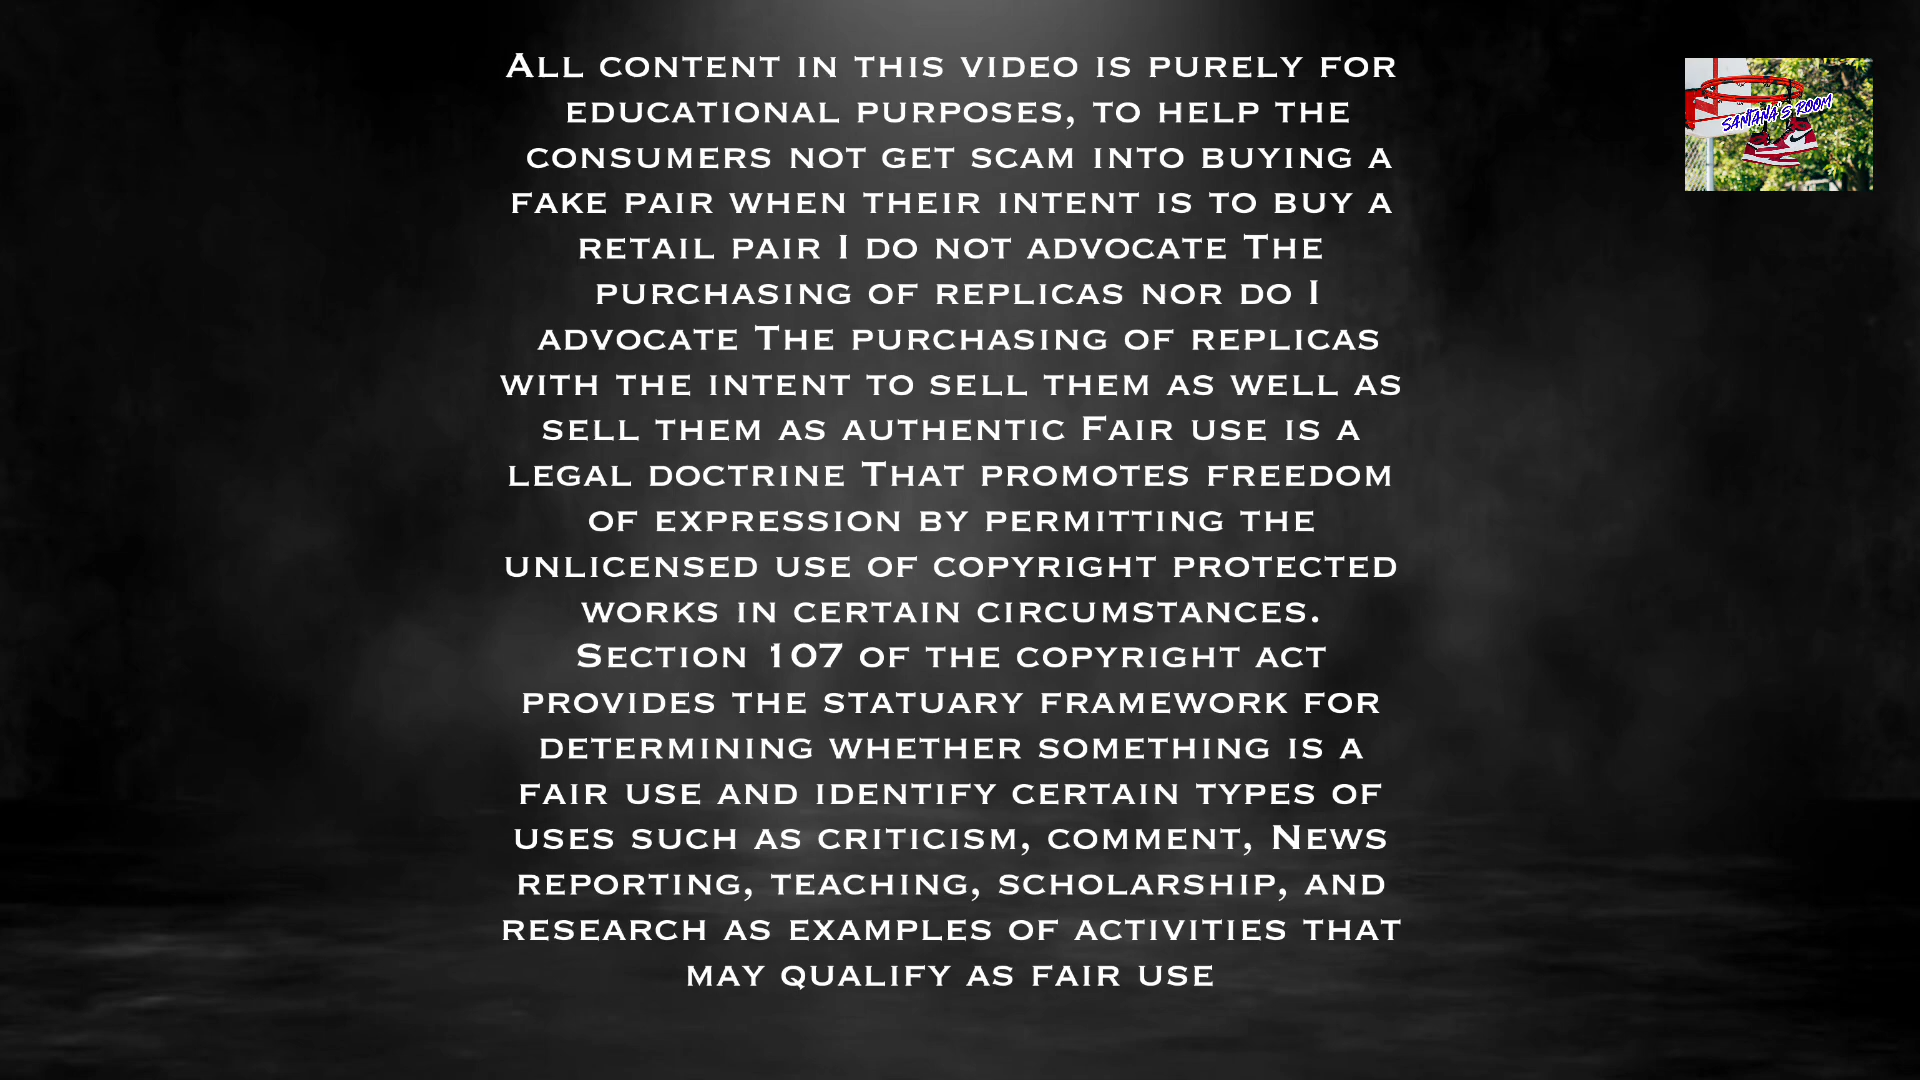 All content in this video is purely for
educational purposes, to help the
consumers not get scam into buying a
fake pair when their intent is to buy a
retail pair I do not advocate The
purchasing of replicas nor do I
advocate The purchasing of replicas
with the intent to sell them as well as
sell them as authentic Fair use is a
legal doctrine That promotes freedom
of expression by permitting the
unlicensed use of copyright protected
works in certain circumstances.
Section 107 of the copyright act
provides the statuary framework for
determining whether something is a
fair use and identify certain types of
uses such as criticism, comment, News
reporting, teaching, scholarship, and
research as examples of activities that
may qualify as fair use
SANTANA'S ROOM